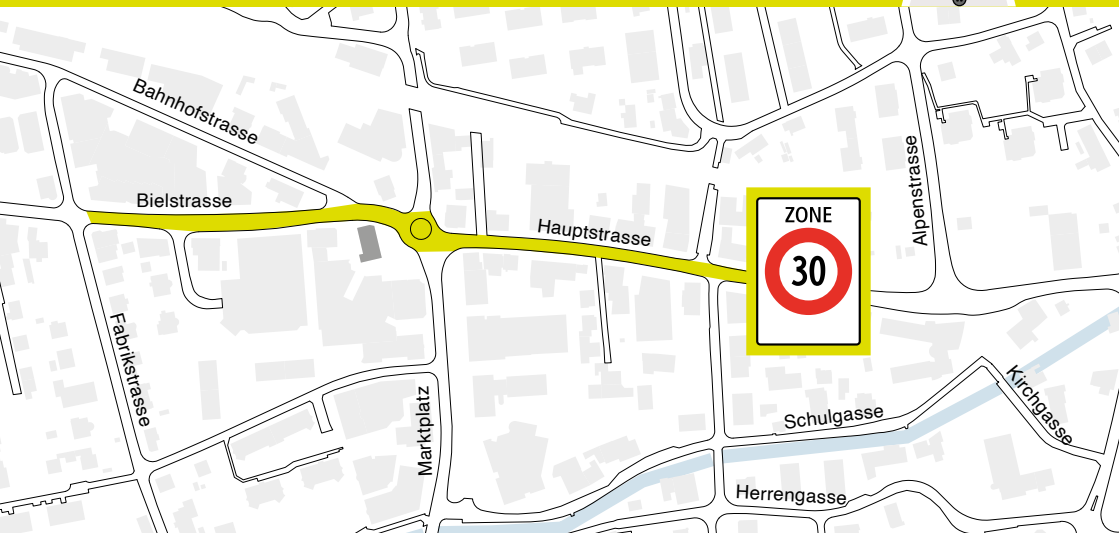 Bahnhofstrasse
Bielstrasse
Hauptstrasse
Alpenstrasse
ZONE
30
Fabrikstrasse
Marktplatz
Schulgasse
Kirchgasse
Herrengasse